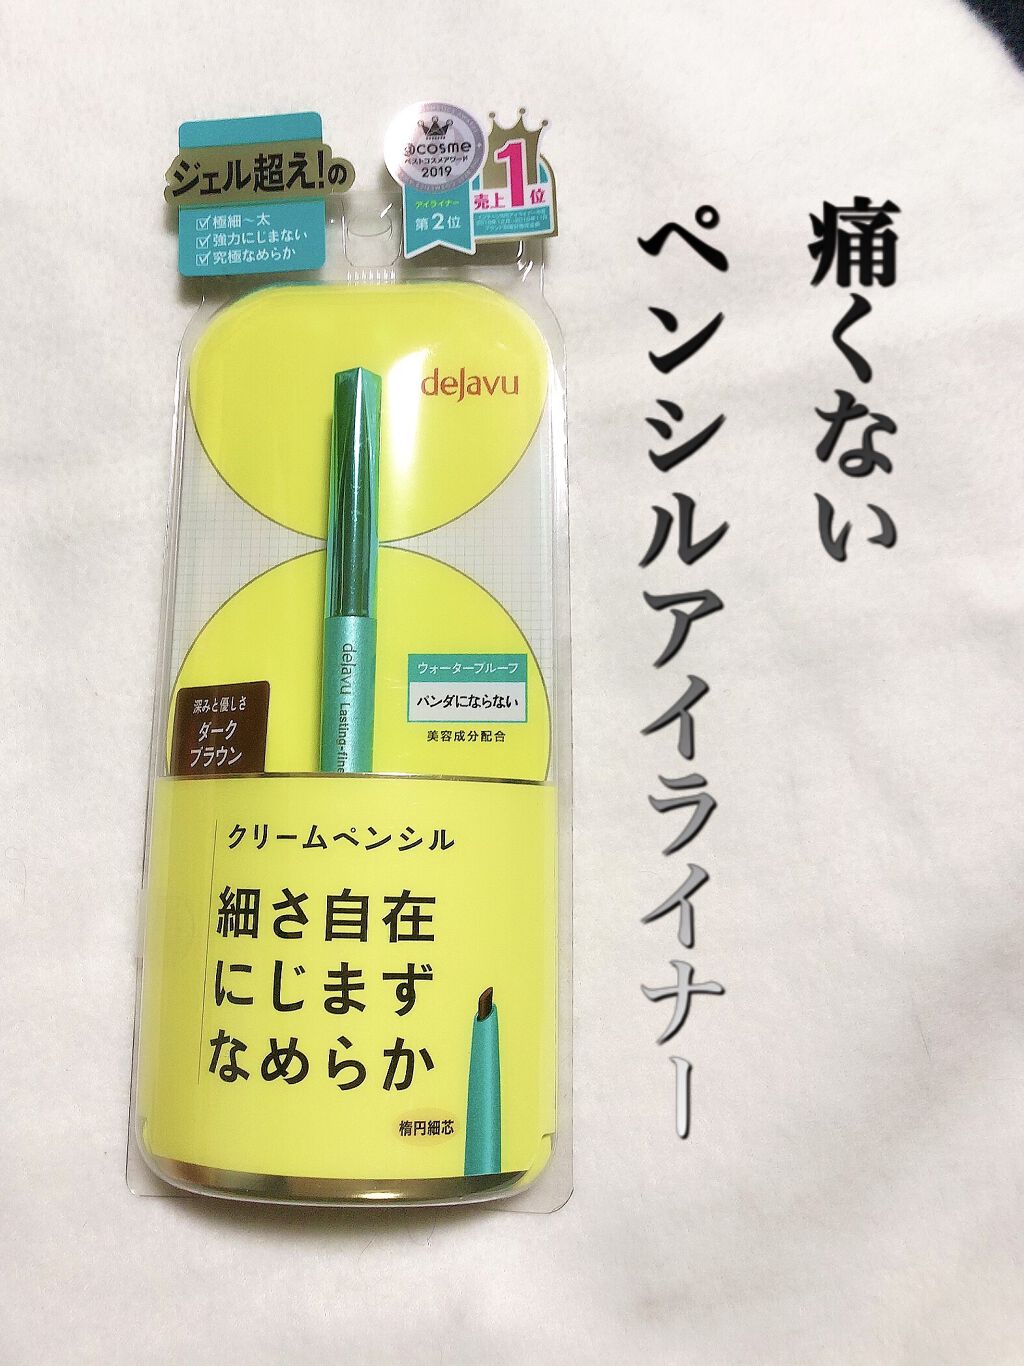 痛くない
ペンシルアイライナー
ジェル超え!の
極細～太
強力ににじまない
究極なめらか
@cosme
ベストコスメアワード
2019
アイライナー
第2位
売上1位
dejavu
dejavu Lasting-fine
ウォータープルーフ
パンダにならない
美容成分配合
深みと優しさ
ダーク
ブラウン
クリームペンシル
細さ自在
にじまず
なめらか
楕円細芯